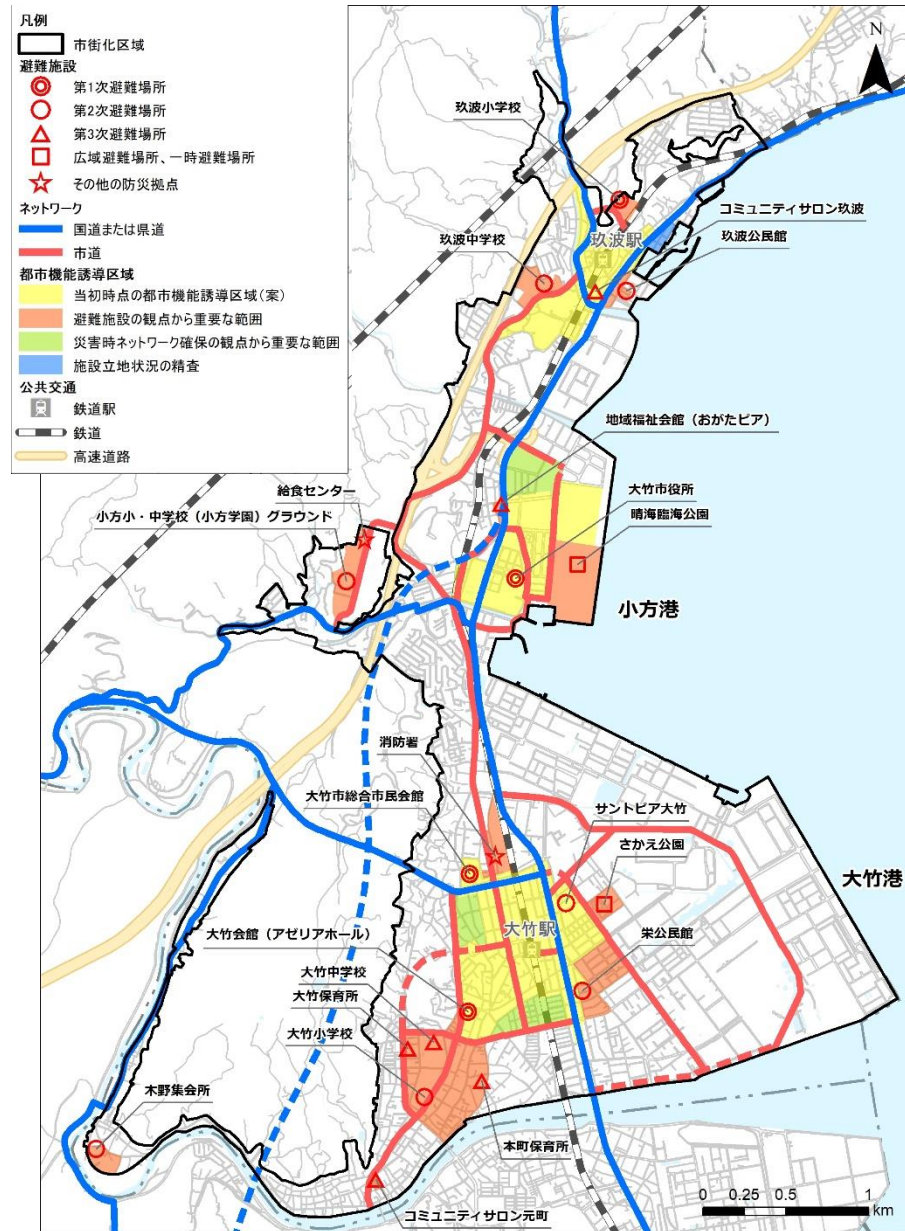 凡例
市街化区域
避難施設
第1次避難場所
第2次避難場所
第3次避難場所
広域避難場所、一時避難場所
その他の防災拠点
ネットワーク
国道または県道
市道
都市機能誘導区域
当初時点の都市機能誘導区域(案)
避難施設の観点から重要な範囲
災害時ネットワーク確保の観点から重要な範囲
施設立地状況の精査
公共交通
鉄道駅
鉄道
高速道路
N
玖波小学校
コミュニティサロン玖波
玖波中学校
玖波駅
玖波公民館
地域福祉会館（おがたピア）
給食センター
大竹市役所
小方小・中学校（小方学園）グラウンド
晴海臨海公園
小方港
消防署
大竹市総合市民会館
サントピア大竹
さかえ公園
大竹港
大竹駅
大竹会館（アゼリアホール）
栄公民館
大竹中学校
大竹保育所
大竹小学校
木野集会所
本町保育所
コミュニティサロン元町
0 0.25 0.5 1
km